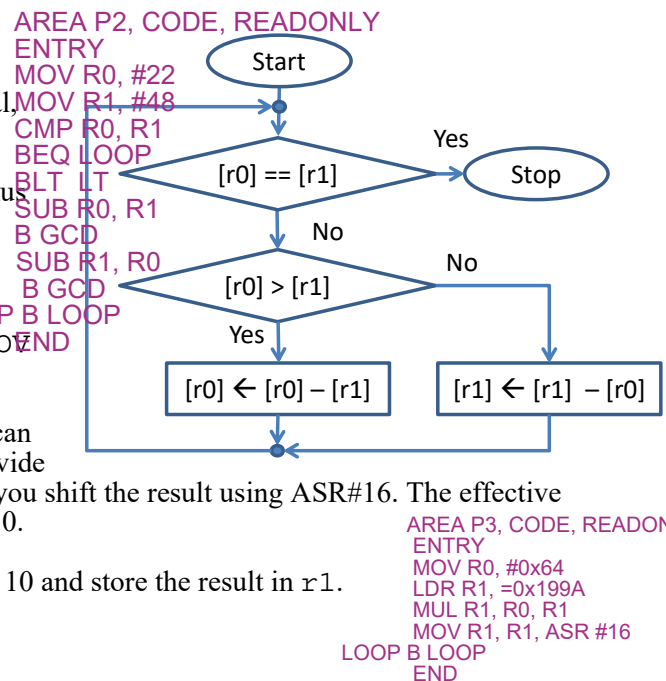 AREA P2, CODE, READONLY
ENTRY
MOV R0, #22
MOV R1, #48
CMP R0, R1
BEQ LOOP
BLT LT
SUB R0, R1
B GCD
SUB R1, R0
B GCD
P B LOOP
END
Start
[r0] == [r1]
Yes
Stop
No
[r0] > [r1]
No
Yes
[r0] ← [r0] – [r1]
[r1] ← [r1] – [r0]
can
vide
you shift the result using ASR#16. The effective
0.
10 and store the result in r1.
AREA P3, CODE, READON
ENTRY
MOV R0, #0x64
LDR R1, =0x199A
MUL R1, R0, R1
MOV R1, R1, ASR #16
LOOP B LOOP
END